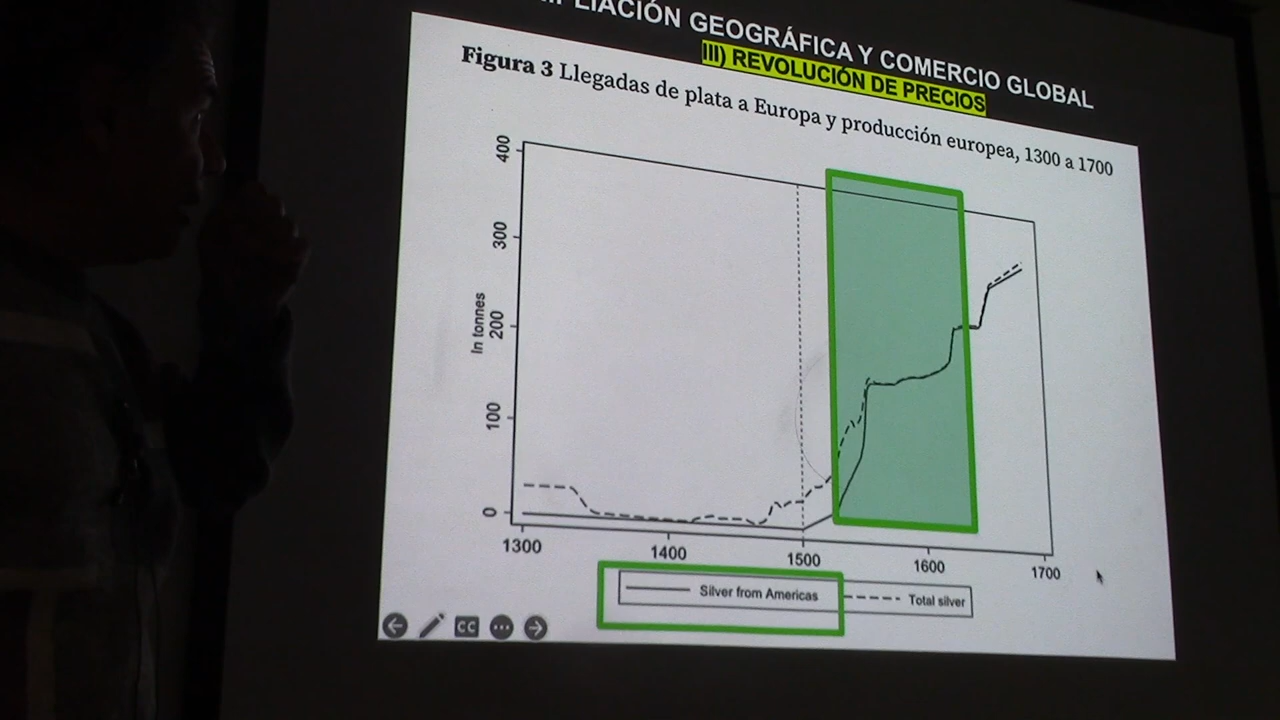 LIACIÓN GEOGRÁFICA Y COMERCIO GLOBAL
III) REVOLUCIÓN DE PRECIOS
Figura 3 Llegadas de plata a Europa y producción europea, 1300 a 1700
400
300
200
100
0
In tonnes
1300 1400 1500 1600 1700
Silver from Americas Total silver
CC